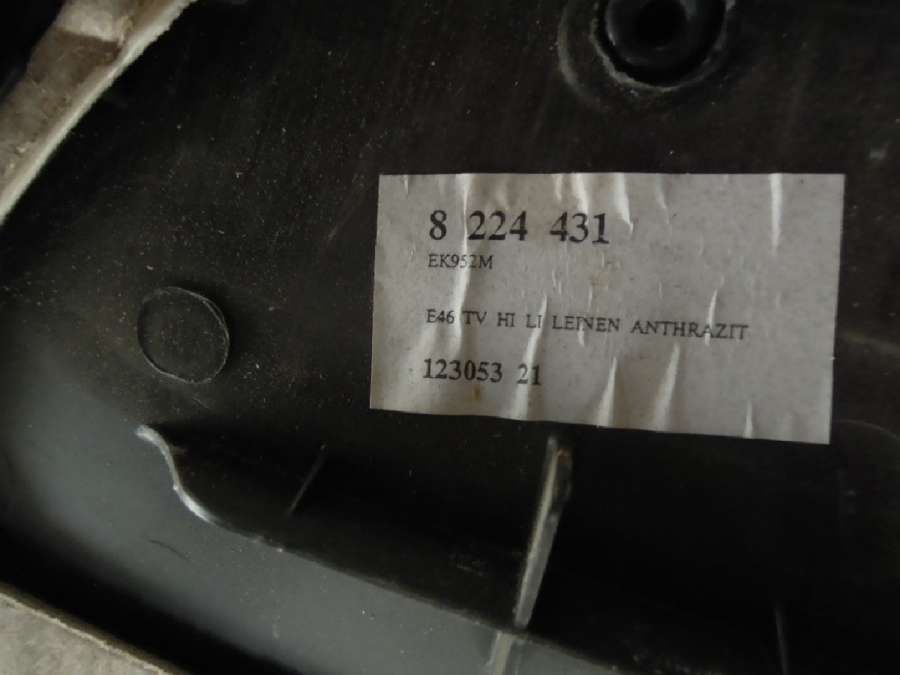 8 224 431
EK952M
E46 TV HI LI LEINEN ANTHRAZIT
123053 21